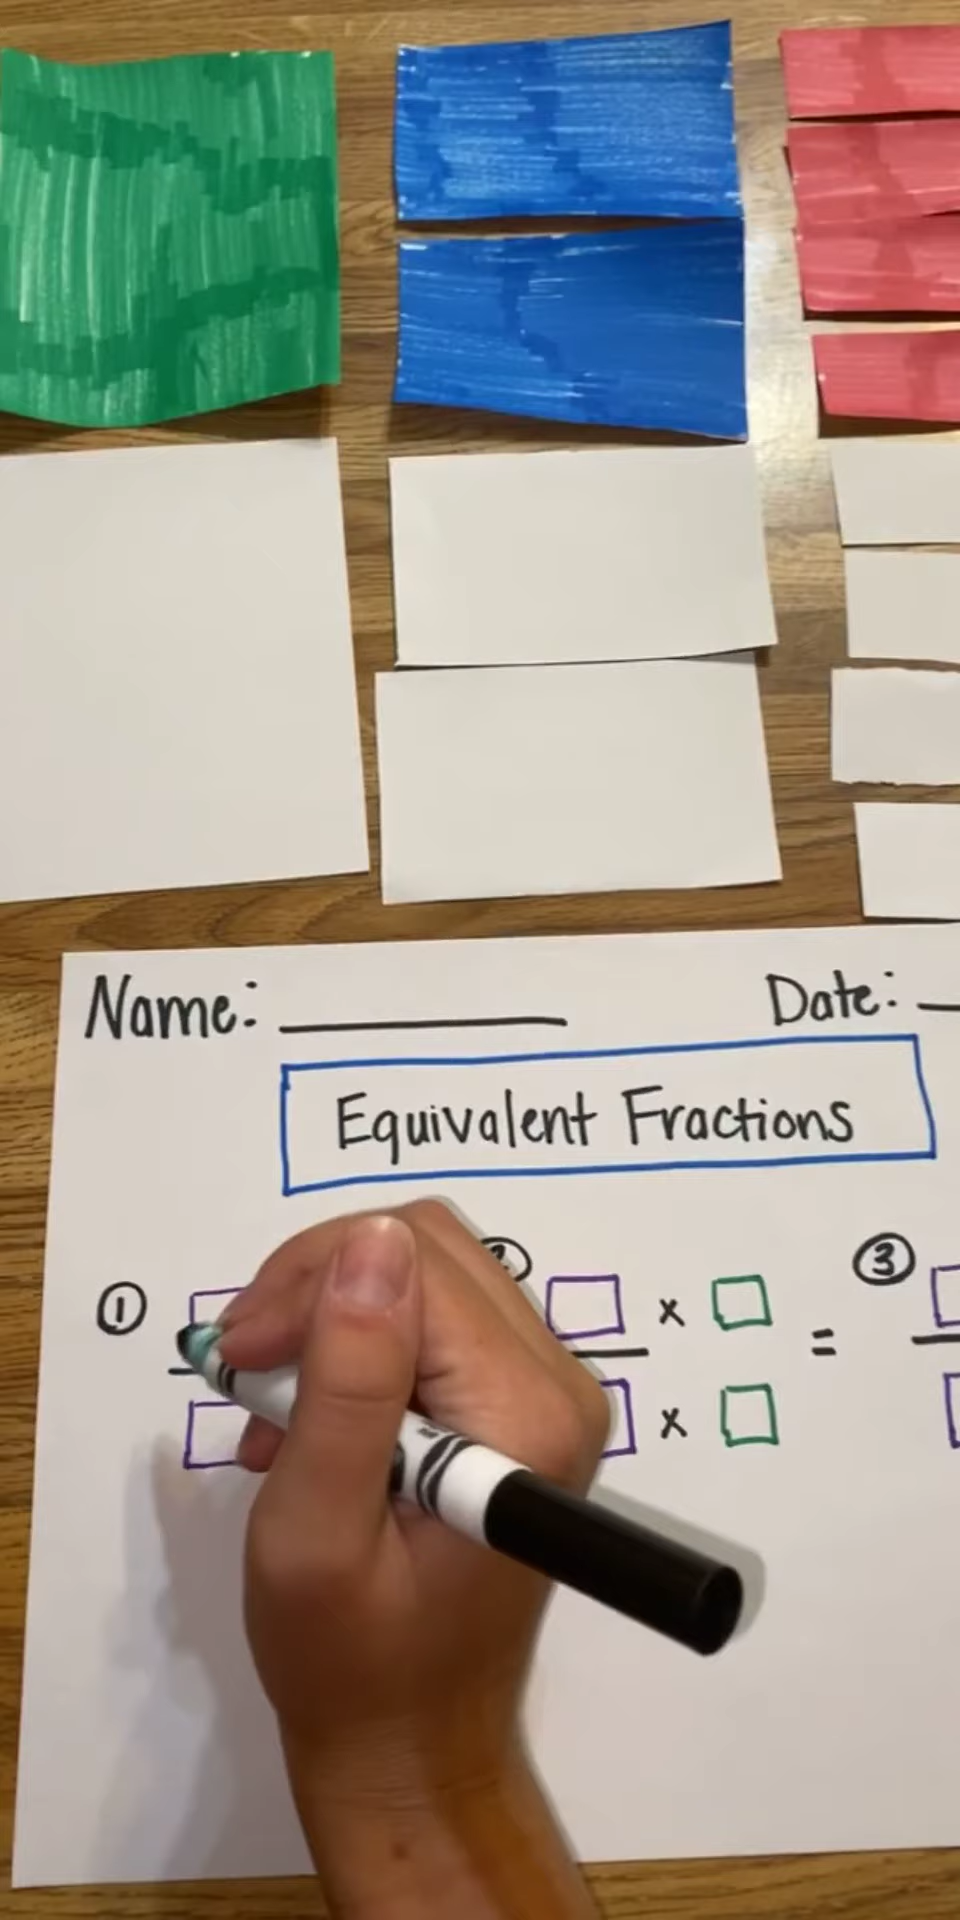 Name: Date:
Equivalent Fractions
① x = ③
x